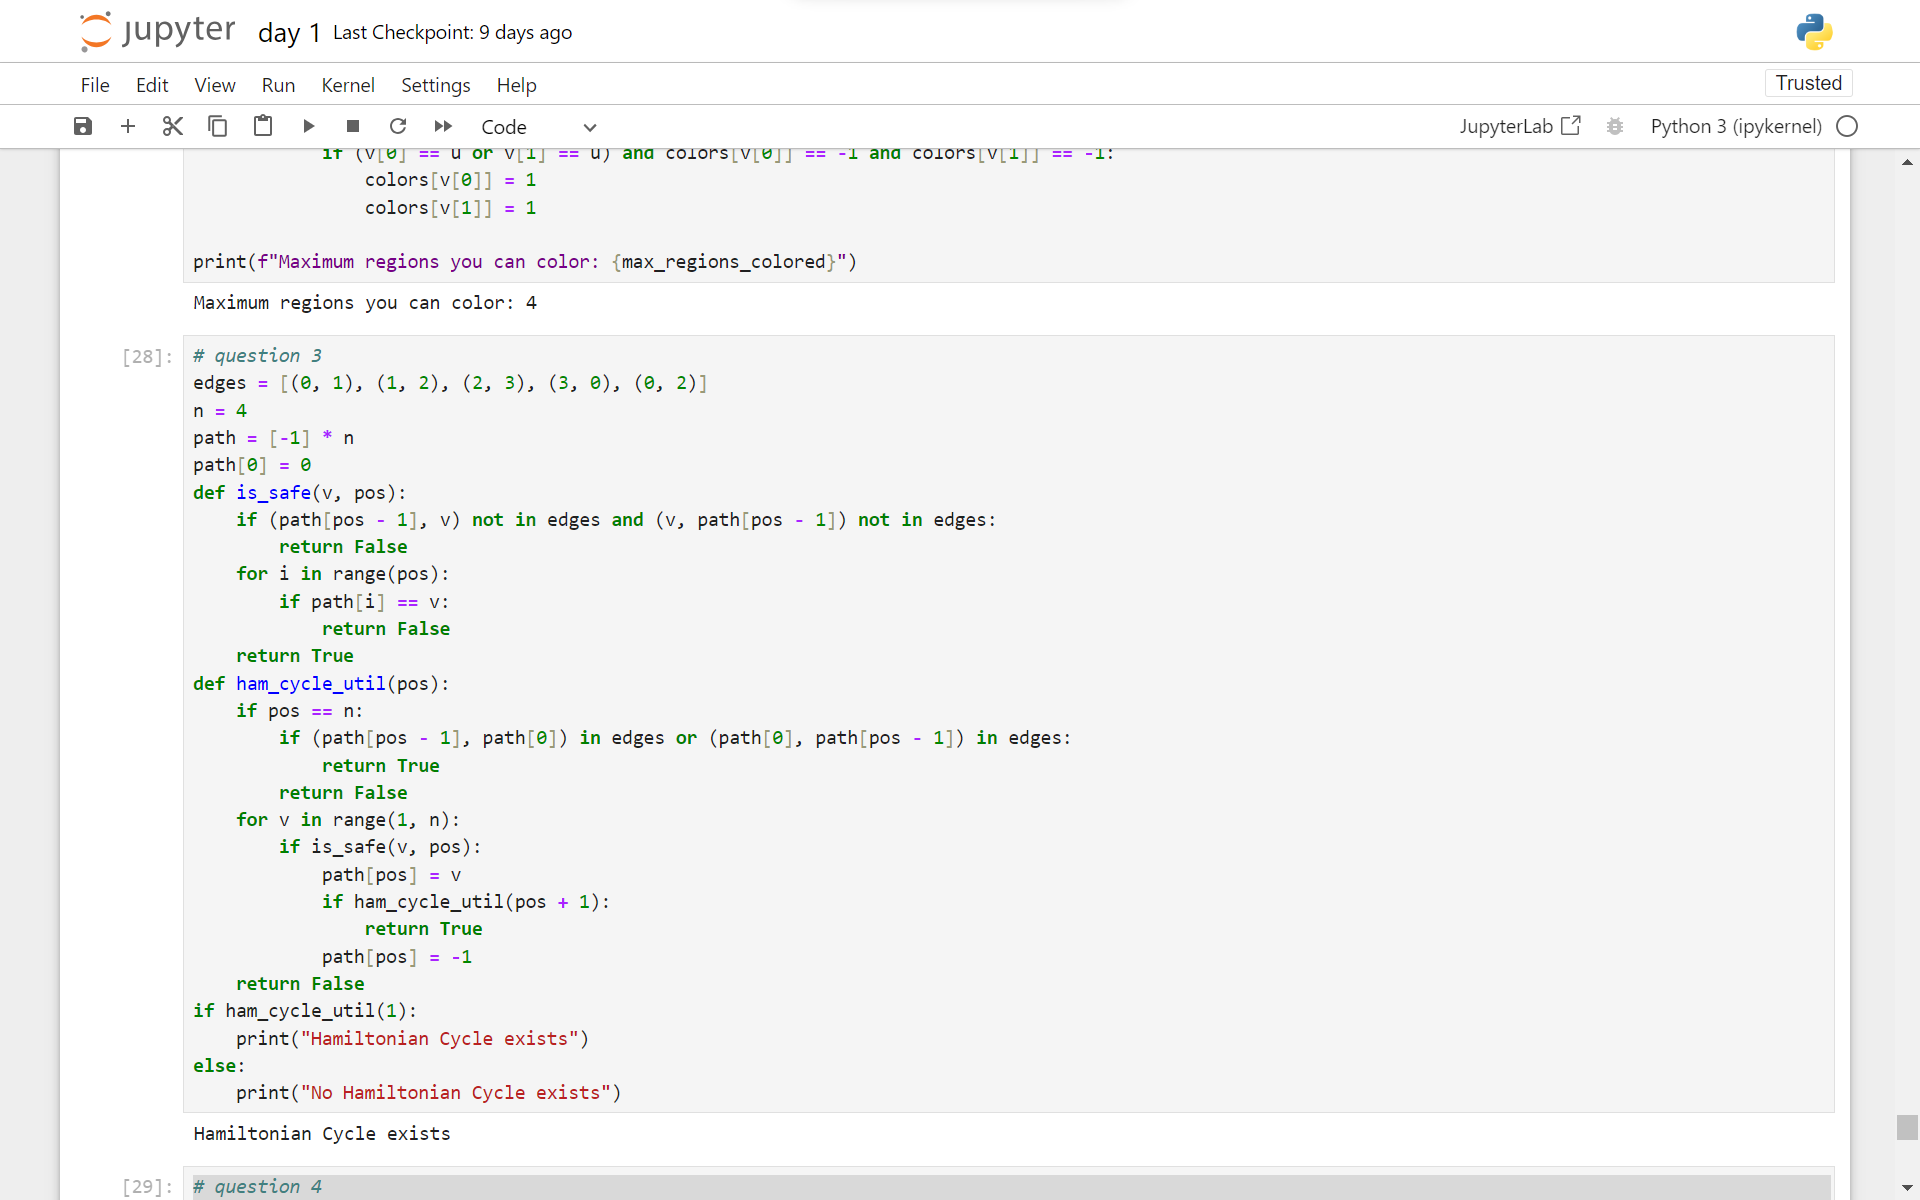 jupyter day 1 Last Checkpoint: 9 days ago
File Edit View Run Kernel Settings Help Trusted
Code JupyterLab Python 3 (ipykernel)
            if (v[0] == u or v[1] == u) and colors[v[0]] == -1 and colors[v[1]] == -1:
                colors[v[0]] = 1
                colors[v[1]] = 1
print(f"Maximum regions you can color: {max_regions_colored}")
Maximum regions you can color: 4
[28]: # question 3
edges = [(0, 1), (1, 2), (2, 3), (3, 0), (0, 2)]
n = 4
path = [-1] * n
path[0] = 0
def is_safe(v, pos):
    if (path[pos - 1], v) not in edges and (v, path[pos - 1]) not in edges:
        return False
    for i in range(pos):
        if path[i] == v:
            return False
    return True
def ham_cycle_util(pos):
    if pos == n:
        if (path[pos - 1], path[0]) in edges or (path[0], path[pos - 1]) in edges:
            return True
        return False
    for v in range(1, n):
        if is_safe(v, pos):
            path[pos] = v
            if ham_cycle_util(pos + 1):
                return True
            path[pos] = -1
    return False
if ham_cycle_util(1):
    print("Hamiltonian Cycle exists")
else:
    print("No Hamiltonian Cycle exists")
Hamiltonian Cycle exists
[29]: # question 4